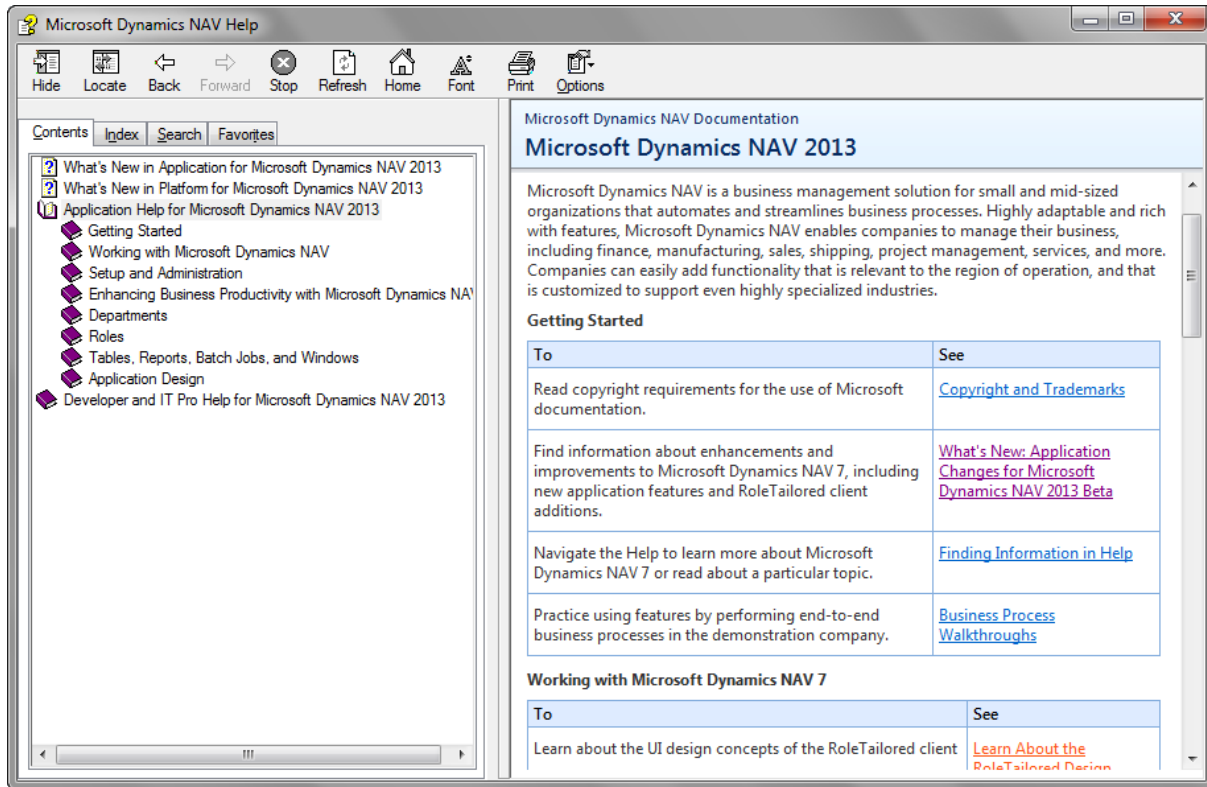 Microsoft Dynamics NAV Help
Hide Locate Back Forward Stop Refresh Home Font Print Options
Contents Index Search Favorites
What's New in Application for Microsoft Dynamics NAV 2013
What's New in Platform for Microsoft Dynamics NAV 2013
Application Help for Microsoft Dynamics NAV 2013
Getting Started
Working with Microsoft Dynamics NAV
Setup and Administration
Enhancing Business Productivity with Microsoft Dynamics NAV
Departments
Roles
Tables, Reports, Batch Jobs, and Windows
Application Design
Developer and IT Pro Help for Microsoft Dynamics NAV 2013
Microsoft Dynamics NAV Documentation
Microsoft Dynamics NAV 2013
Microsoft Dynamics NAV is a business management solution for small and mid-sized
organizations that automates and streamlines business processes. Highly adaptable and rich
with features, Microsoft Dynamics NAV enables companies to manage their business,
including finance, manufacturing, sales, shipping, project management, services, and more.
Companies can easily add functionality that is relevant to the region of operation, and that
is customized to support even highly specialized industries.
Getting Started
To See
Read copyright requirements for the use of Microsoft
documentation.
Copyright and Trademarks
Find information about enhancements and
improvements to Microsoft Dynamics NAV 7, including
new application features and RoleTailored client
additions.
What's New: Application
Changes for Microsoft
Dynamics NAV 2013 Beta
Navigate the Help to learn more about Microsoft
Dynamics NAV 7 or read about a particular topic.
Finding Information in Help
Practice using features by performing end-to-end
business processes in the demonstration company.
Business Process
Walkthroughs
Working with Microsoft Dynamics NAV 7
To See
Learn about the UI design concepts of the RoleTailored client
Learn About the
RoleTailored Design